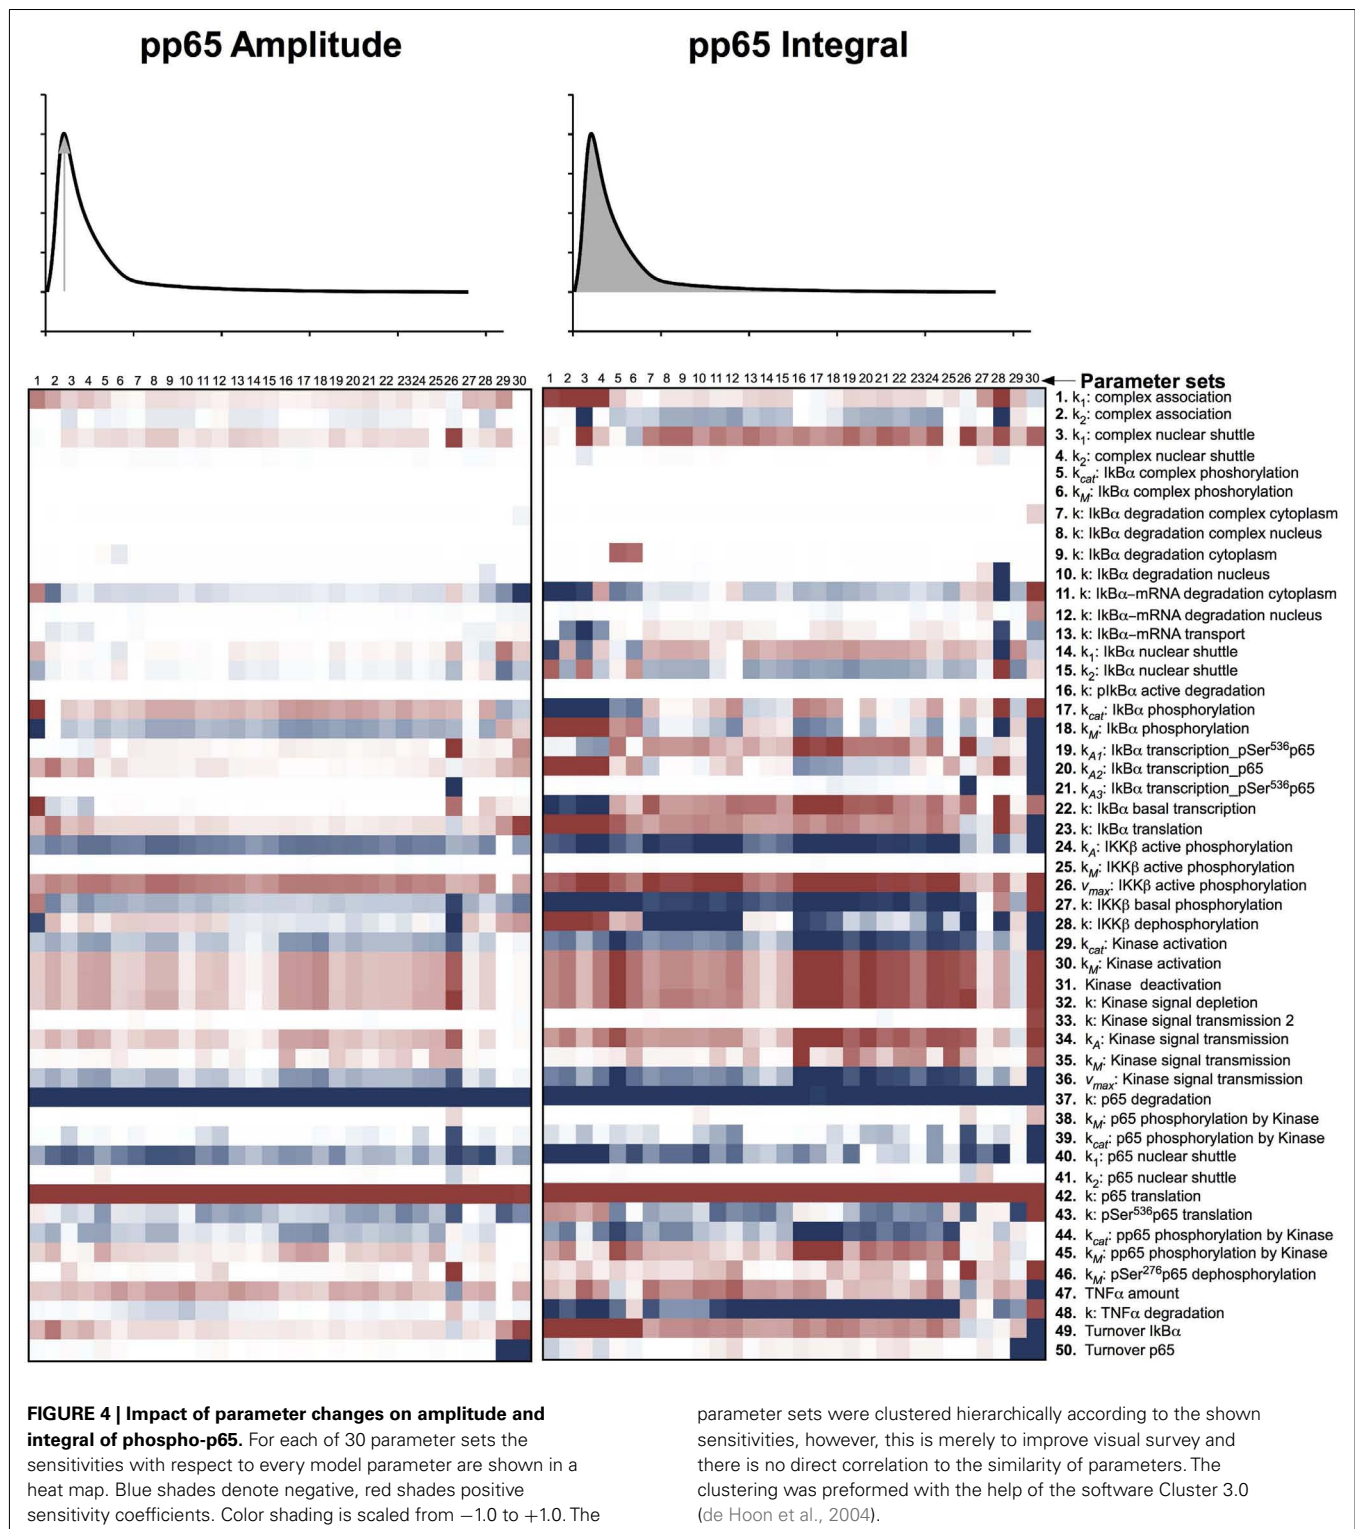 pp65 Amplitude
pp65 Integral
1 2 3 4 5 6 7 8 9 10 11 12 13 14 15 16 17 18 19 20 21 22 23 24 25 26 27 28 29 30
1 2 3 4 5 6 7 8 9 10 11 12 13 14 15 16 17 18 19 20 21 22 23 24 25 26 27 28 29 30
Parameter sets
1. k1: complex association
2. k2: complex association
3. k1: complex nuclear shuttle
4. k2: complex nuclear shuttle
5. kcat: IkBα complex phoshorylation
6. kM: IkBα complex phoshorylation
7. k: IkBα degradation complex cytoplasm
8. k: IkBα degradation complex nucleus
9. k: IkBα degradation cytoplasm
10. k: IkBα degradation nucleus
11. k: IkBα–mRNA degradation cytoplasm
12. k: IkBα–mRNA degradation nucleus
13. k: IkBα–mRNA transport
14. k1: IkBα nuclear shuttle
15. k2: IkBα nuclear shuttle
16. k: pIkBα active degradation
17. kcat: IkBα phosphorylation
18. kM: IkBα phosphorylation
19. kA1: IkBα transcription_pSer536p65
20. kA2: IkBα transcription_p65
21. kA3: IkBα transcription_pSer536p65
22. k: IkBα basal transcription
23. k: IkBα translation
24. kA: IKKβ active phosphorylation
25. kM: IKKβ active phosphorylation
26. vmax: IKKβ active phosphorylation
27. k: IKKβ basal phosphorylation
28. k: IKKβ dephosphorylation
29. kcat: Kinase activation
30. kM: Kinase activation
31. Kinase deactivation
32. k: Kinase signal depletion
33. k: Kinase signal transmission 2
34. kA: Kinase signal transmission
35. kM: Kinase signal transmission
36. vmax: Kinase signal transmission
37. k: p65 degradation
38. kM: p65 phosphorylation by Kinase
39. kcat: p65 phosphorylation by Kinase
40. k1: p65 nuclear shuttle
41. k2: p65 nuclear shuttle
42. k: p65 translation
43. k: pSer536p65 translation
44. kcat: pp65 phosphorylation by Kinase
45. kM: pp65 phosphorylation by Kinase
46. kM: pSer276p65 dephosphorylation
47. TNFα amount
48. k: TNFα degradation
49. Turnover IkBα
50. Turnover p65
FIGURE 4 | Impact of parameter changes on amplitude and
integral of phospho-p65. For each of 30 parameter sets the
sensitivities with respect to every model parameter are shown in a
heat map. Blue shades denote negative, red shades positive
sensitivity coefficients. Color shading is scaled from −1.0 to +1.0. The
parameter sets were clustered hierarchically according to the shown
sensitivities, however, this is merely to improve visual survey and
there is no direct correlation to the similarity of parameters. The
clustering was preformed with the help of the software Cluster 3.0
(de Hoon et al., 2004).